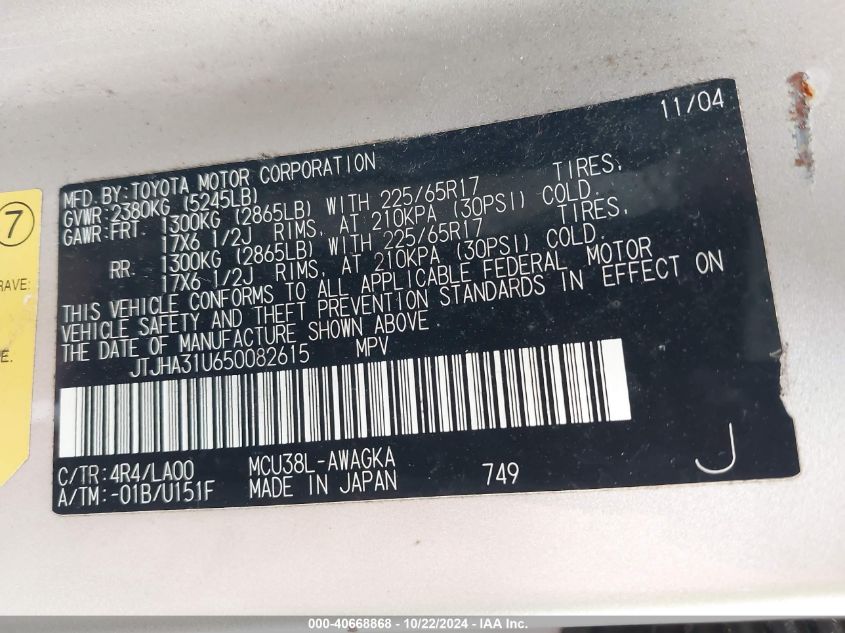 11/04
MFD.BY:TOYOTA MOTOR CORPORATION
GVWR:2380KG (5245LB)
GAWR:FRT. 1300KG (2865LB) WITH 225/65R17 TIRES,
17X6 1/2J RIMS, AT 210KPA (30PSI) COLD.
RR. 1300KG (2865LB) WITH 225/65R17 TIRES,
17X6 1/2J RIMS, AT 210KPA (30PSI) COLD.
THIS VEHICLE CONFORMS TO ALL APPLICABLE FEDERAL MOTOR
VEHICLE SAFETY AND THEFT PREVENTION STANDARDS IN EFFECT ON
THE DATE OF MANUFACTURE SHOWN ABOVE.
JTJHA31U650082615 MPV
C/TR:4R4/LA00 MCU38L-AWAGKA
A/TM:-01B/U151F MADE IN JAPAN 749
J
7
RAVE:
E.
000-40668868 - 10/22/2024 - IAA Inc.